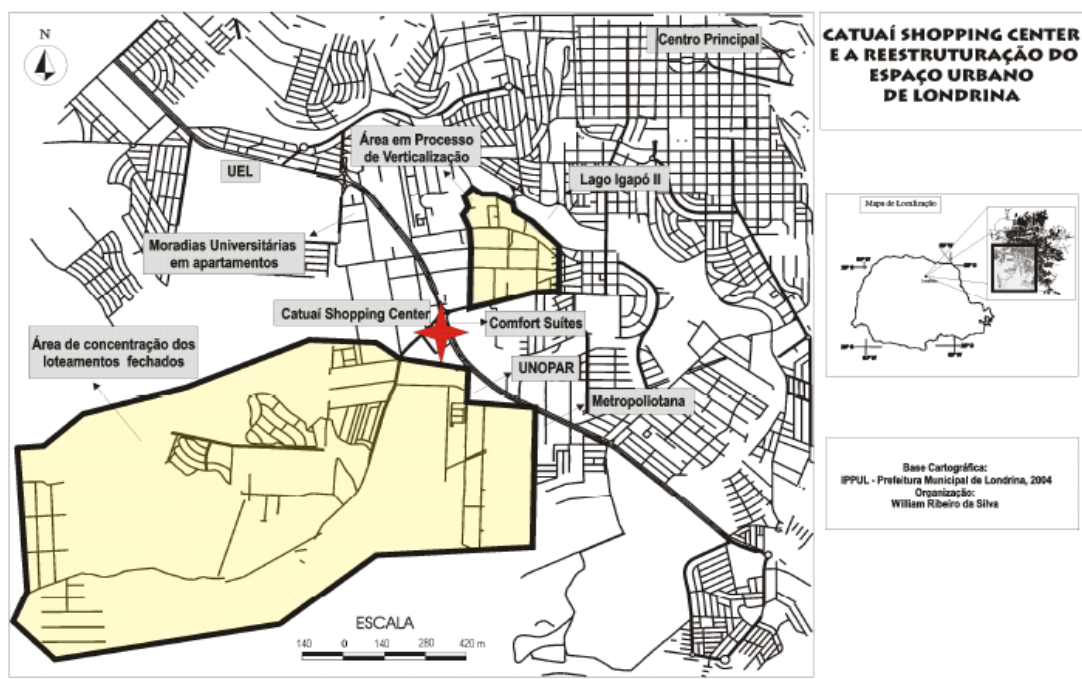 N
Centro Principal
CATUAÍ SHOPPING CENTER
E A REESTRUTURAÇÃO DO
ESPAÇO URBANO
DE LONDRINA
Área em Processo
de Verticalização
UEL
Lago Igapó II
Moradias Universitárias
em apartamentos
Catuaí Shopping Center
Comfort Suítes
Área de concentração dos
loteamentos fechados
UNOPAR
Metropoliotana
Mapa de Localização
Base Cartográfica:
IPPUL - Prefeitura Municipal de Londrina, 2004
Organização:
William Ribeiro da Silva
ESCALA
140 0 140 280 420 m